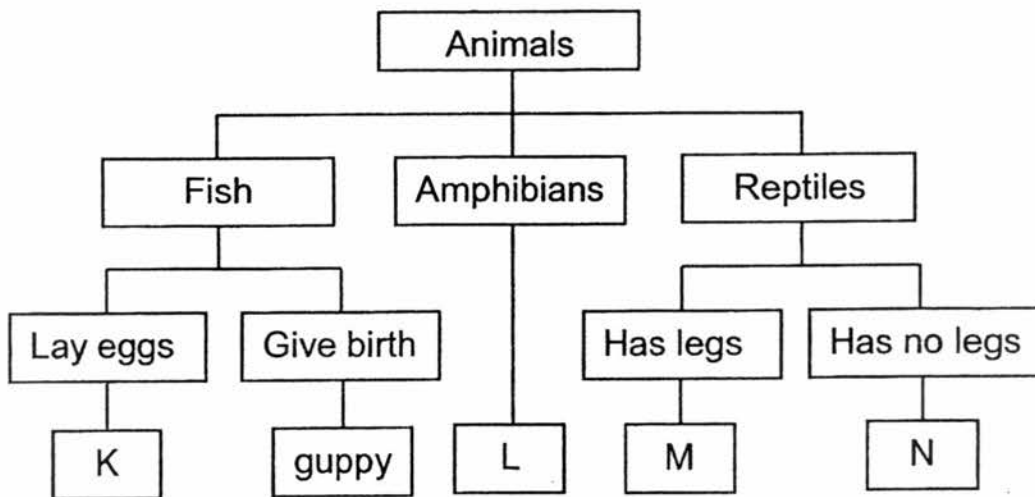 Animals
Fish
Amphibians
Reptiles
Lay eggs
Give birth
Has legs
Has no legs
K
guppy
L
M
N